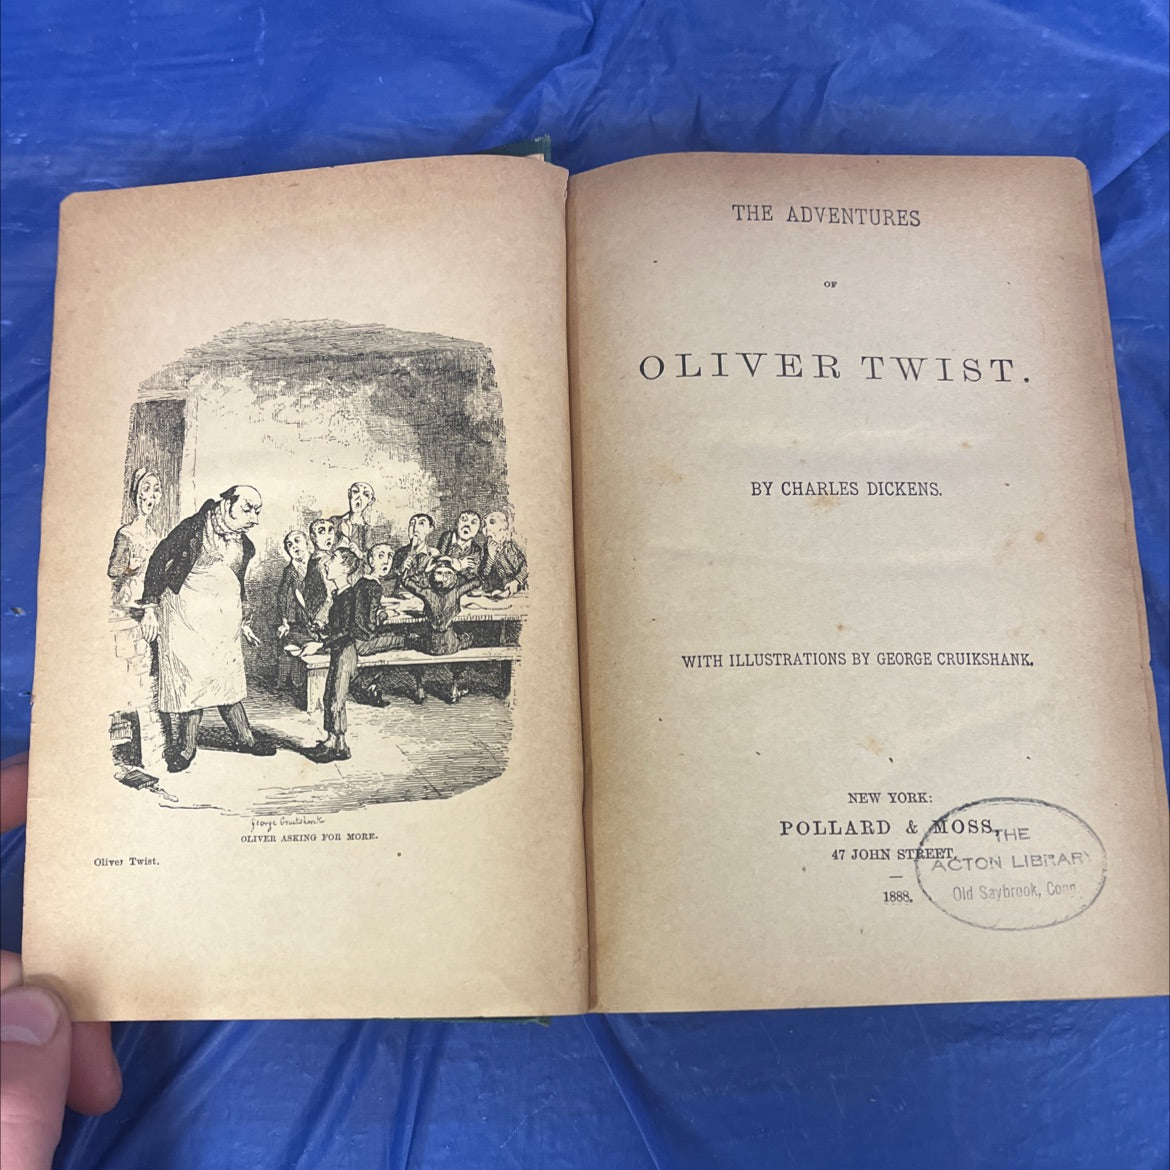 George Cruikshank
OLIVER ASKING FOR MORE.
Oliver Twist.
THE ADVENTURES
OF
OLIVER TWIST.
BY CHARLES DICKENS.
WITH ILLUSTRATIONS BY GEORGE CRUIKSHANK.
NEW YORK:
POLLARD & MOSS,
47 JOHN STREET.
1888.
THE
ACTON LIBRARY
Old Saybrook, Conn.